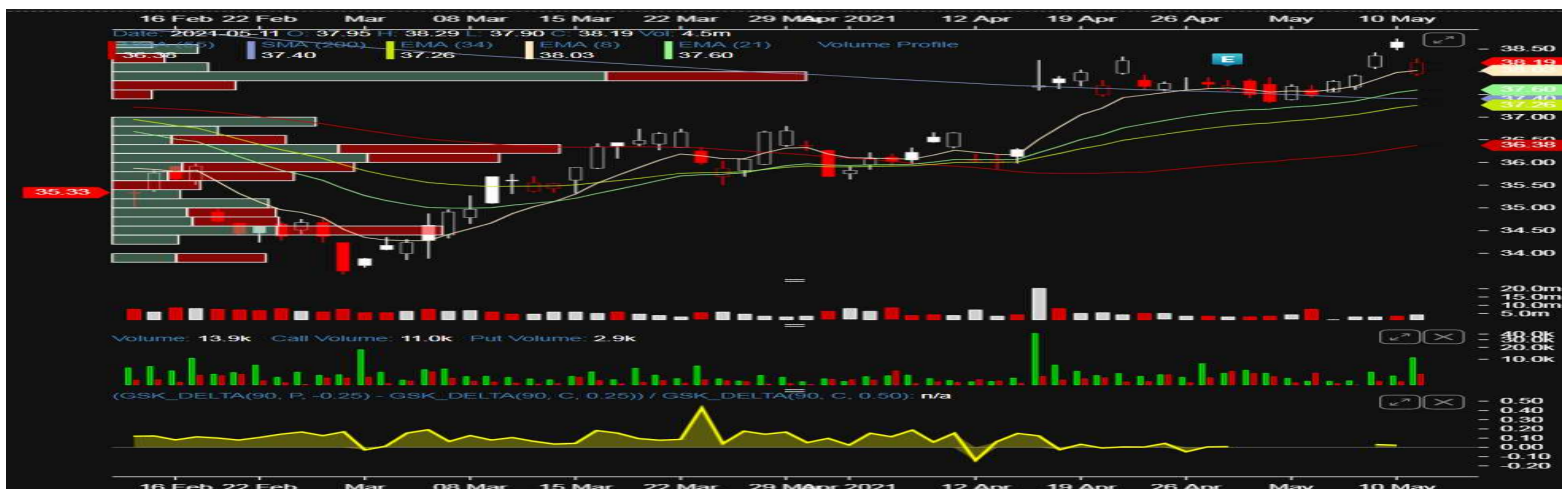 16 Feb 22 Feb Mar 08 Mar 15 Mar 22 Mar 29 Mar Apr 2021 12 Apr 19 Apr 26 Apr May 10 May
Date: 2021-05-11 O: 37.95 H: 38.29 L: 37.90 C: 38.19 Vol: 4.5m
SMA (200) EMA (34) EMA (8) EMA (21) Volume Profile
36.38 37.40 37.26 38.03 37.60
E
38.50
38.19
37.60
37.40
37.26
37.00
36.50
36.38
36.00
35.50
35.33
35.00
34.50
34.00
20.0m
15.0m
10.0m
5.0m
Volume: 13.9k Call Volume: 11.0k Put Volume: 2.9k
40.0k
30.0k
20.0k
10.0k
(GSK_DELTA(90, P, -0.25) - GSK_DELTA(90, C, 0.25)) / GSK_DELTA(90, C, 0.50): n/a
0.50
0.40
0.30
0.20
0.10
0.00
-0.10
-0.20
16 Feb 22 Feb Mar 08 Mar 15 Mar 22 Mar 29 Mar Apr 2021 12 Apr 19 Apr 26 Apr May 10 May